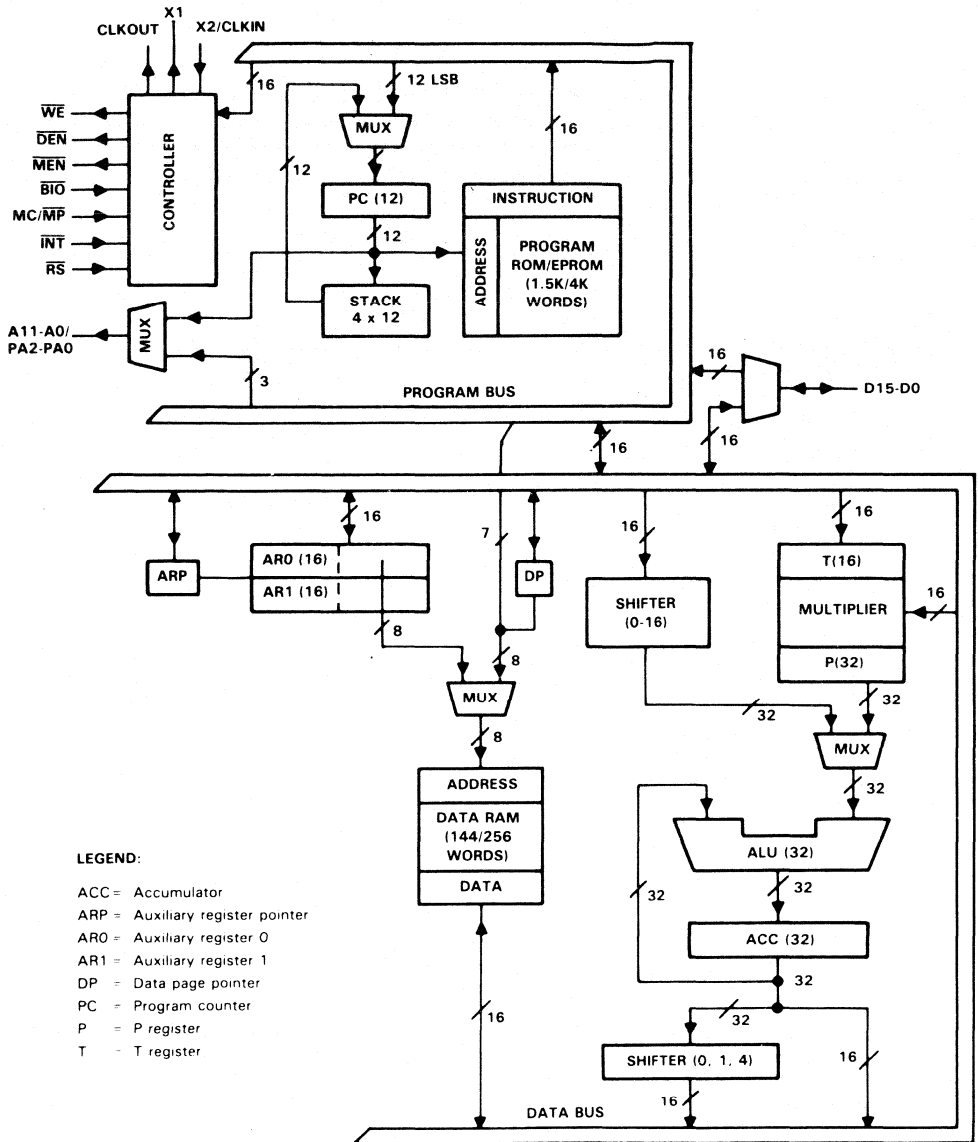 X1
CLKOUT
X2/CLKIN
16
12 LSB
WE
DEN
MEN
BIO
MC/MP
INT
RS
CONTROLLER
MUX
16
12
PC (12)
INSTRUCTION
12
ADDRESS
PROGRAM
ROM/EPROM
(1.5K/4K
WORDS)
STACK
4 x 12
A11-A0/
PA2-PA0
MUX
3
PROGRAM BUS
16
D15-D0
16
16
16
7
16
16
ARP
AR0 (16)
AR1 (16)
DP
SHIFTER
(0-16)
T(16)
MULTIPLIER
P(32)
16
8
8
MUX
32
32
MUX
8
32
ADDRESS
DATA RAM
(144/256
WORDS)
DATA
ALU (32)
32
32
ACC (32)
32
32
16
SHIFTER (0, 1, 4)
16
16
DATA BUS
LEGEND:
ACC = Accumulator
ARP = Auxiliary register pointer
AR0 = Auxiliary register 0
AR1 = Auxiliary register 1
DP = Data page pointer
PC = Program counter
P = P register
T = T register